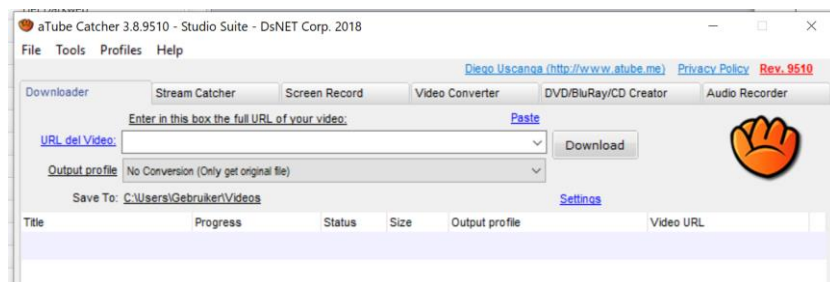 aTube Catcher 3.8.9510 - Studio Suite - DsNET Corp. 2018
File Tools Profiles Help
Diego Uscanga (http://www.atube.me) Privacy Policy Rev. 9510
Downloader Stream Catcher Screen Record Video Converter DVD/BluRay/CD Creator Audio Recorder
Enter in this box the full URL of your video: Paste
URL del Video: Download
Output profile No Conversion (Only get original file)
Save To: C:\Users\Gebruiker\Videos Settings
Title Progress Status Size Output profile Video URL